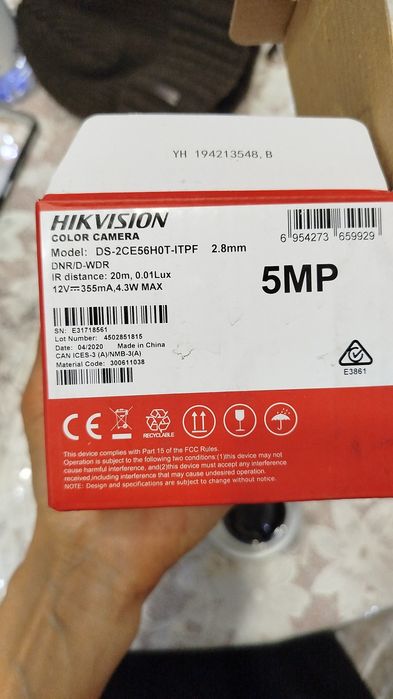 YH 194213548,B
HIKVISION
COLOR CAMERA
Model: DS-2CE56H0T-ITPF 2.8mm
DNR/D-WDR
IR distance: 20m, 0.01Lux
12V⎓355mA,4.3W MAX
6 954273 659929
5MP
SN: E31718561
Lot Number: 4502851815
Date: 04/2020 Made in China
CAN ICES-3 (A)/NMB-3(A)
Material Code: 300611038
E3861
CE
RECYCLABLE
This device complies with Part 15 of the FCC Rules.
Operation is subject to the following two conditions:(1)this device may not
cause harmful interference, and(2)this device must accept any interference
received,including interference that may cause undesired operation.
NOTE: Design and specifications are subject to change without notice.